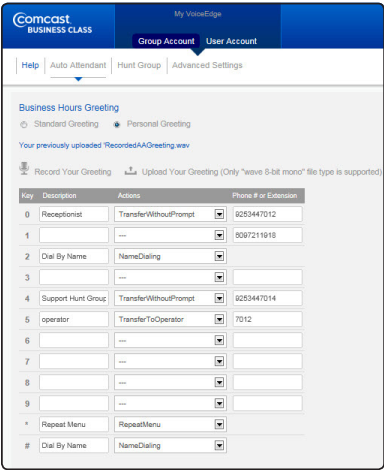 Comcast
BUSINESS CLASS
My VoiceEdge
Group Account User Account
Help Auto Attendant Hunt Group Advanced Settings
Business Hours Greeting
Standard Greeting Personal Greeting
Your previously uploaded 'RecordedAAGreeting.wav
Record Your Greeting Upload Your Greeting (Only "wave 8-bit mono" file type is supported)
Key Description Actions Phone # or Extension
0 Receptionist TransferWithoutPrompt 9253447012
1 --- 6097211918
2 Dial By Name NameDialing
3 ---
4 Support Hunt Group TransferWithoutPrompt 9253447014
5 operator TransferToOperator 7012
6 ---
7 ---
8 ---
9 ---
* Repeat Menu RepeatMenu
# Dial By Name NameDialing